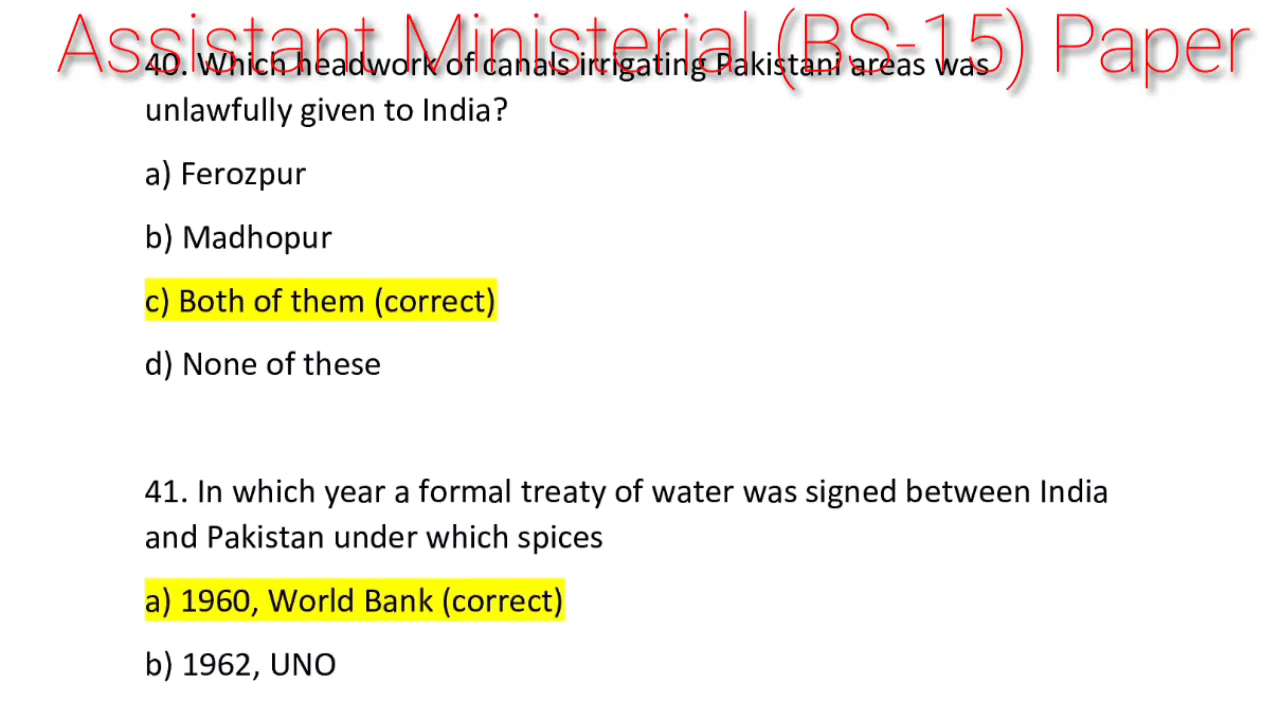 Assistant Ministerial (BS-15) Paper
40. Which headwork of canals irrigating Pakistani areas was
unlawfully given to India?
a) Ferozpur
b) Madhopur
c) Both of them (correct)
d) None of these
41. In which year a formal treaty of water was signed between India
and Pakistan under which spices
a) 1960, World Bank (correct)
b) 1962, UNO